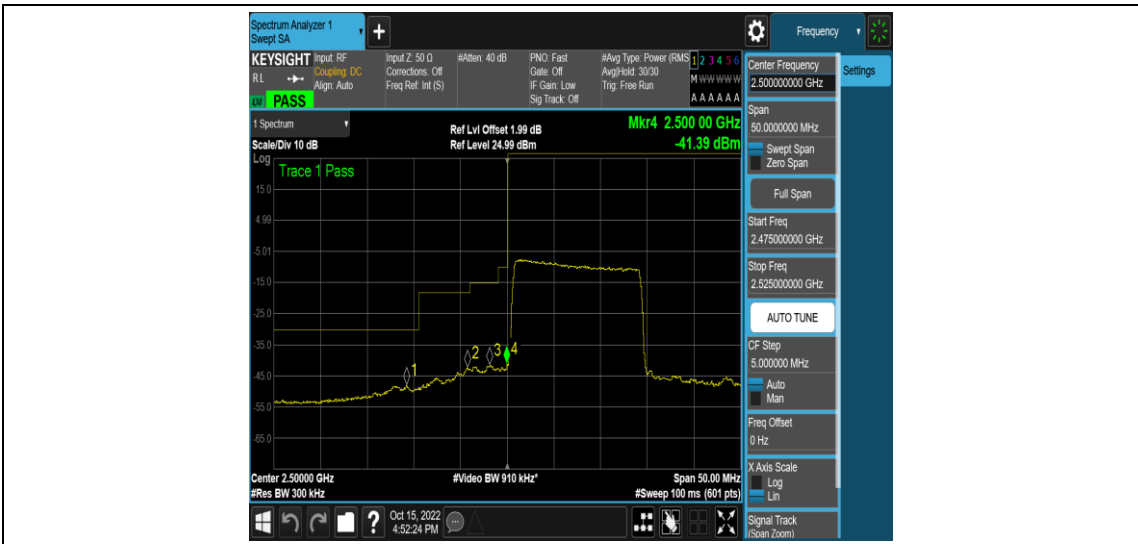 Spectrum Analyzer 1
Swept SA
+
Frequency
KEYSIGHT
RL
LXI PASS
Input: RF
Coupling: DC
Align: Auto
Input Z: 50 Ω
Corrections: Off
Freq Ref: Int (S)
#Atten: 40 dB
PNO: Fast
Gate: Off
IF Gain: Low
Sig Track: Off
#Avg Type: Power (RMS
Avg|Hold: 30/30
Trig: Free Run
1 2 3 4 5 6
M W W W W W
A A A A A A
1 Spectrum
Scale/Div 10 dB
Ref Lvl Offset 1.99 dB
Ref Level 24.99 dBm
Mkr4 2.500 00 GHz
-41.39 dBm
Log
Trace 1 Pass
15.0
4.99
-5.01
-15.0
-25.0
-35.0
-45.0
-55.0
-65.0
1
2
3
4
Center 2.50000 GHz
#Res BW 300 kHz
#Video BW 910 kHz*
Span 50.00 MHz
#Sweep 100 ms (601 pts)
Oct 15, 2022
4:52:24 PM
?
Center Frequency
2.500000000 GHz
Settings
Span
50.0000000 MHz
Swept Span
Zero Span
Full Span
Start Freq
2.475000000 GHz
Stop Freq
2.525000000 GHz
AUTO TUNE
CF Step
5.000000 MHz
Auto
Man
Freq Offset
0 Hz
X Axis Scale
Log
Lin
Signal Track
(Span Zoom)